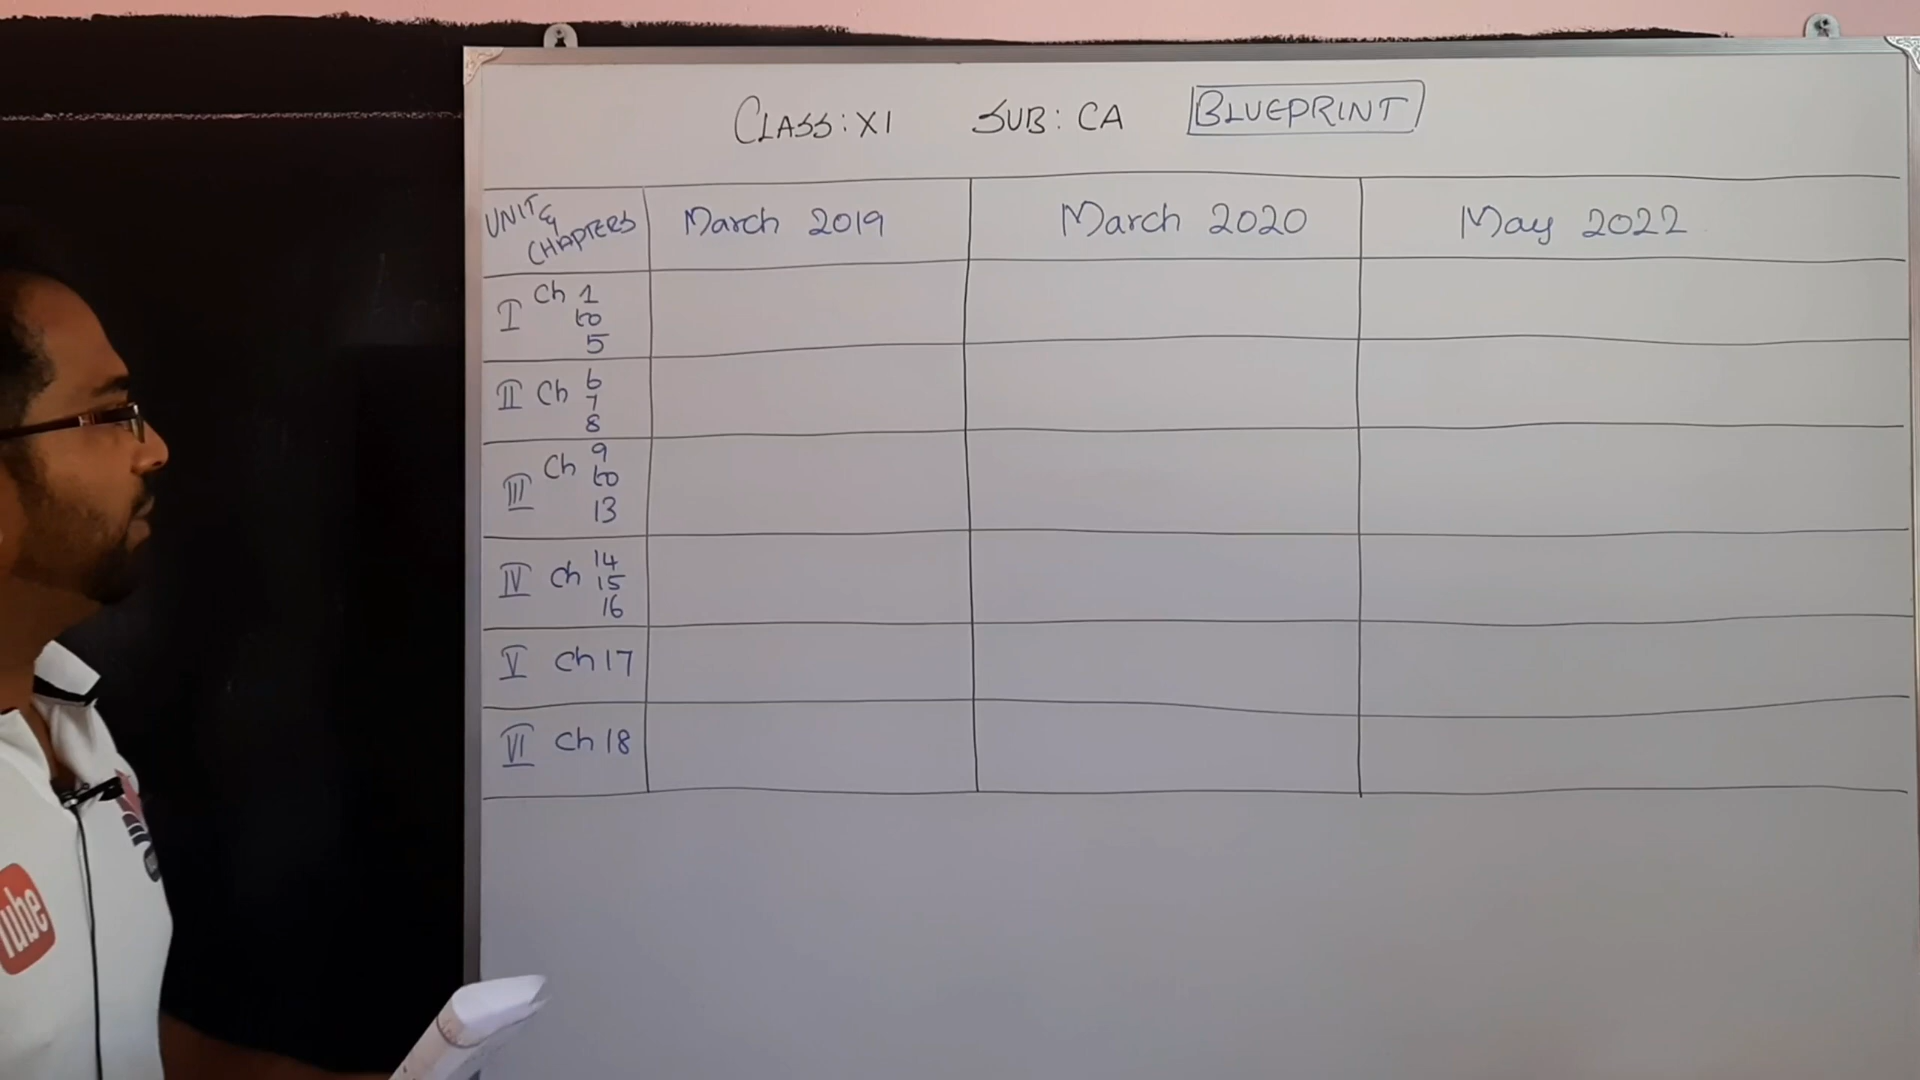 CLASS: XI SUB: CA BLUEPRINT
UNIT & CHAPTERS March 2019 March 2020 May 2022
I Ch 1 to 5
II Ch 6 7 8
III Ch 9 to 13
IV Ch 14 15 16
V Ch 17
VI Ch 18
Tube